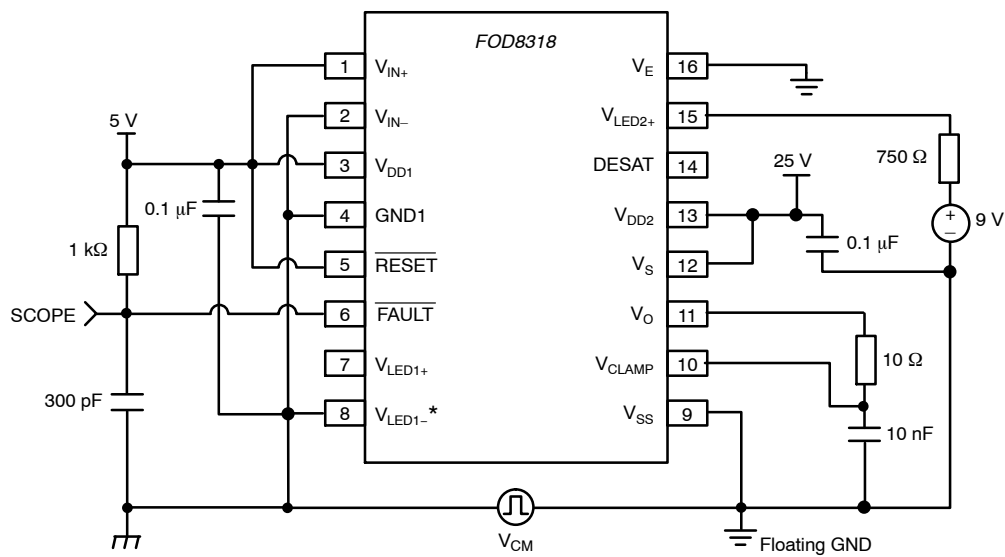 FOD8318
1 V_IN+
2 V_IN–
3 V_DD1
4 GND1
5 RESET
6 FAULT
7 V_LED1+
8 V_LED1–*
V_E 16
V_LED2+ 15
DESAT 14
V_DD2 13
V_S 12
V_O 11
V_CLAMP 10
V_SS 9
5 V
0.1 μF
1 kΩ
SCOPE
300 pF
25 V
0.1 μF
750 Ω
+
–
9 V
10 Ω
10 nF
V_CM
Floating GND